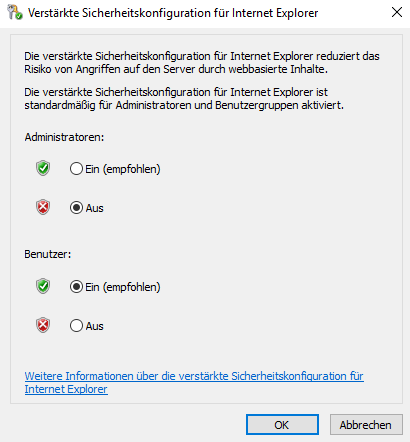 Verstärkte Sicherheitskonfiguration für Internet Explorer
Die verstärkte Sicherheitskonfiguration für Internet Explorer reduziert das
Risiko von Angriffen auf den Server durch webbasierte Inhalte.
Die verstärkte Sicherheitskonfiguration für Internet Explorer ist
standardmäßig für Administratoren und Benutzergruppen aktiviert.
Administratoren:
Ein (empfohlen)
Aus
Benutzer:
Ein (empfohlen)
Aus
Weitere Informationen über die verstärkte Sicherheitskonfiguration für
Internet Explorer
OK
Abbrechen